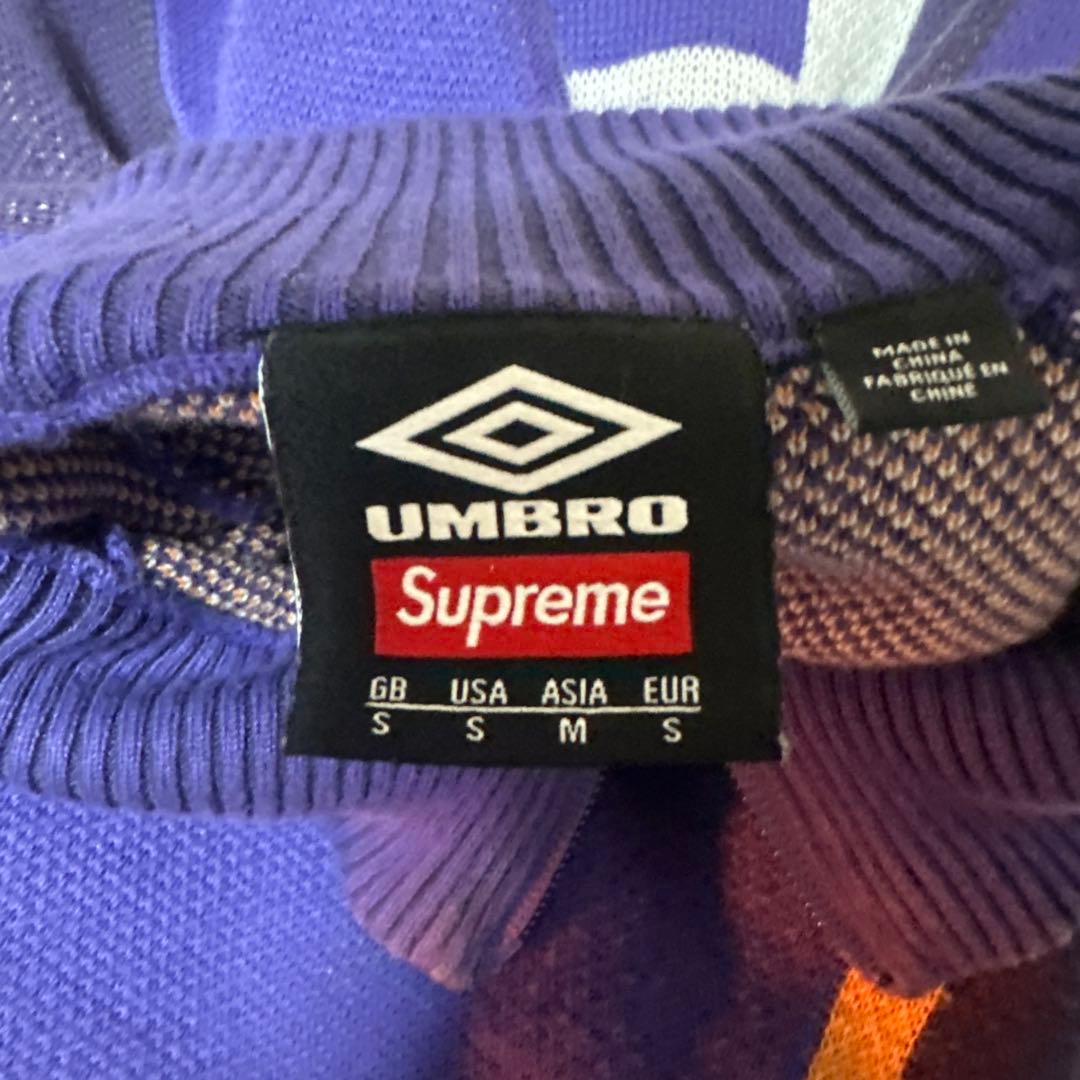 UMBRO
Supreme
GB USA ASIA EUR
S S M S
MADE IN
CHINA
FABRIQUÉ EN
CHINE